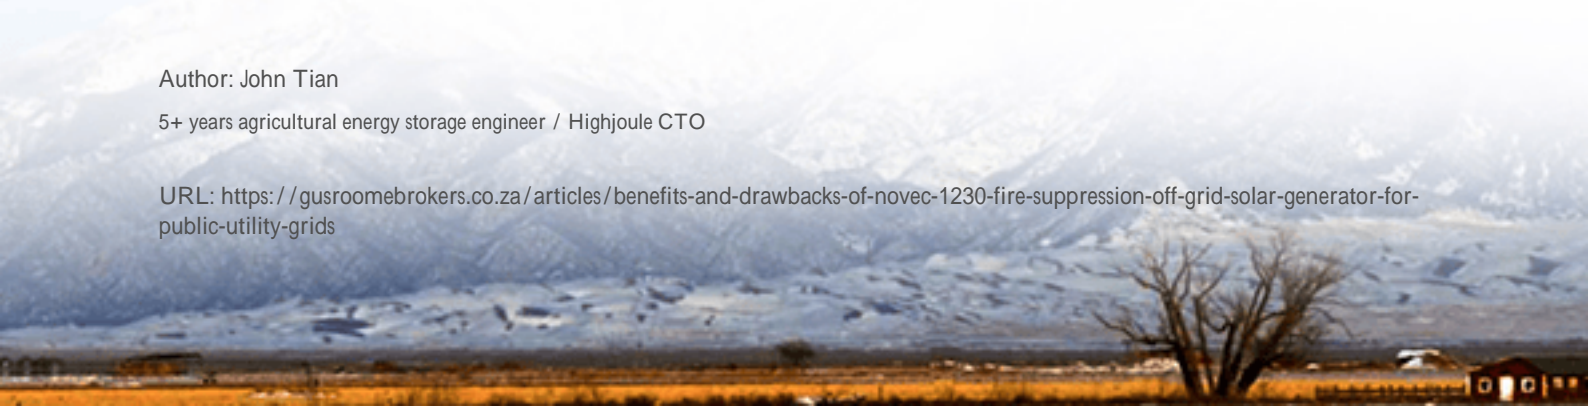 Author: John Tian
5+ years agricultural energy storage engineer / Highjoule CTO
URL: https://gusroomebrokers.co.za/articles/benefits-and-drawbacks-of-novec-1230-fire-suppression-off-grid-solar-generator-for-
public-utility-grids